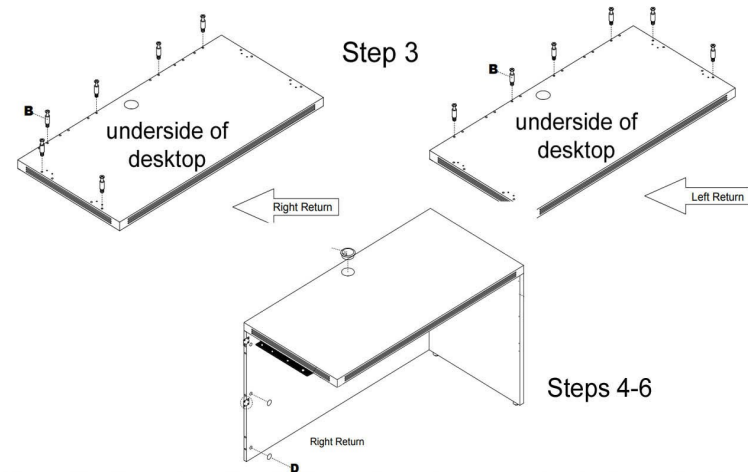 Step 3
B
underside of
desktop
Right Return
B
underside of
desktop
Left Return
Steps 4-6
Right Return
D